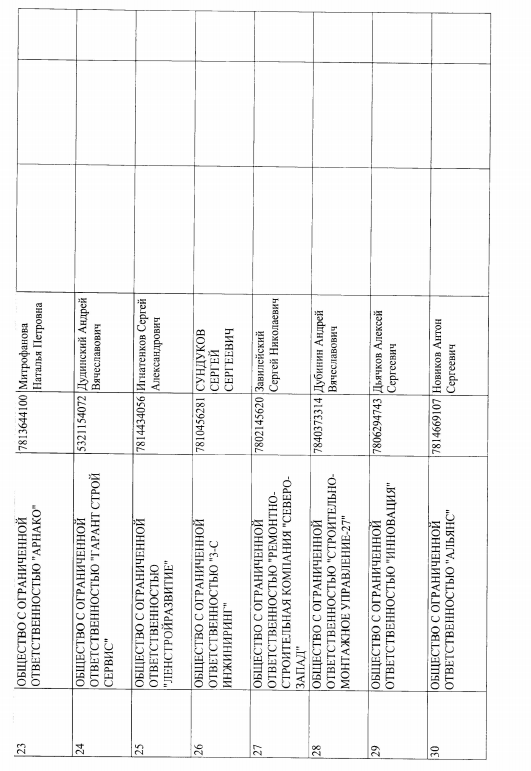 23
ОБЩЕСТВО С ОГРАНИЧЕННОЙ
ОТВЕТСТВЕННОСТЬЮ "АРНАКО"
7813644100
Митрофанова
Наталья Петровна
24
ОБЩЕСТВО С ОГРАНИЧЕННОЙ
ОТВЕТСТВЕННОСТЬЮ "ГАРАНТ СТРОЙ
СЕРВИС"
5321154072
Дудинский Андрей
Вячеславович
25
ОБЩЕСТВО С ОГРАНИЧЕННОЙ
ОТВЕТСТВЕННОСТЬЮ
"ЛЕНСТРОЙРАЗВИТИЕ"
7814434056
Игнатенков Сергей
Александрович
26
ОБЩЕСТВО С ОГРАНИЧЕННОЙ
ОТВЕТСТВЕННОСТЬЮ "3-С
ИНЖИНИРИНГ"
7810456281
СУНДУКОВ
СЕРГЕЙ
СЕРГЕЕВИЧ
27
ОБЩЕСТВО С ОГРАНИЧЕННОЙ
ОТВЕТСТВЕННОСТЬЮ "РЕМОНТНО-
СТРОИТЕЛЬНАЯ КОМПАНИЯ "СЕВЕРО-
ЗАПАД"
7802145620
Завилейский
Сергей Николаевич
28
ОБЩЕСТВО С ОГРАНИЧЕННОЙ
ОТВЕТСТВЕННОСТЬЮ "СТРОИТЕЛЬНО-
МОНТАЖНОЕ УПРАВЛЕНИЕ-27"
7840373314
Дубинин Андрей
Вячеславович
29
ОБЩЕСТВО С ОГРАНИЧЕННОЙ
ОТВЕТСТВЕННОСТЬЮ "ИННОВАЦИЯ"
7806294743
Дьячков Алексей
Сергеевич
30
ОБЩЕСТВО С ОГРАНИЧЕННОЙ
ОТВЕТСТВЕННОСТЬЮ "АЛЬЯНС"
7814669107
Новиков Антон
Сергеевич